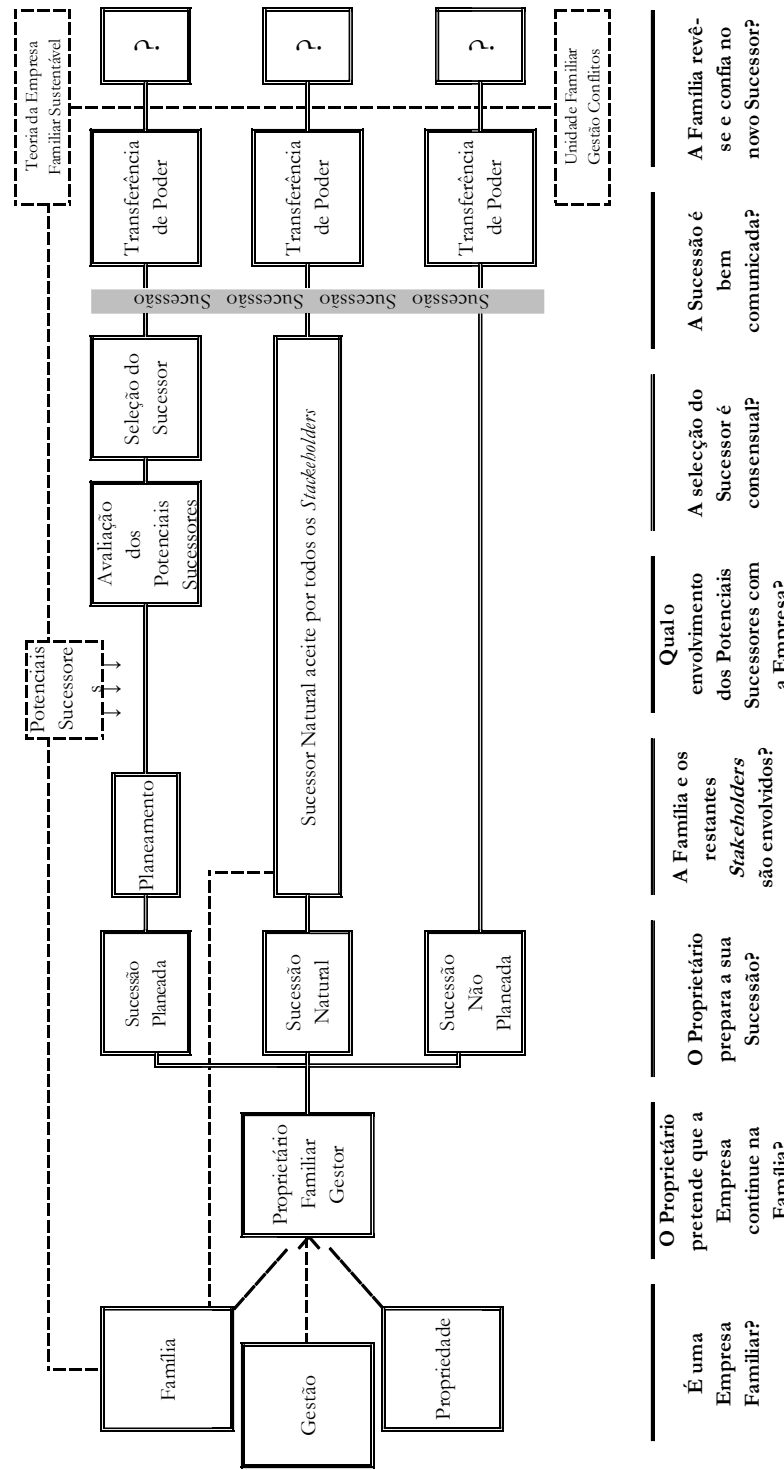 Família
Gestão
Propriedade
Proprietário
Familiar
Gestor
Sucessão
Planeada
Sucessão
Natural
Sucessão
Não
Planeada
Planeamento
Potenciais
Sucessore
s
↓ ↓ ↓
Avaliação
dos
Potenciais
Sucessores
Seleção do
Sucessor
Sucessor Natural aceite por todos os Stackeholders
Sucessão Sucessão Sucessão Sucessão
Transferência
de Poder
Transferência
de Poder
Transferência
de Poder
Teoria da Empresa
Familiar Sustentável
?
?
?
Unidade Familiar
Gestão Conflitos
É uma
Empresa
Familiar?
O Proprietário
pretende que a
Empresa
continue na
Família?
O Proprietário
prepara a sua
Sucessão?
A Família e os
restantes
Stakeholders
são envolvidos?
Qual o
envolvimento
dos Potenciais
Sucessores com
a Empresa?
A selecção do
Sucessor é
consensual?
A Sucessão é
bem
comunicada?
A Família revê-
se e confia no
novo Sucessor?